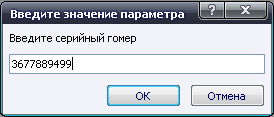 Введите значение параметра
Введите серийный гомер
3677889499
ОК
Отмена